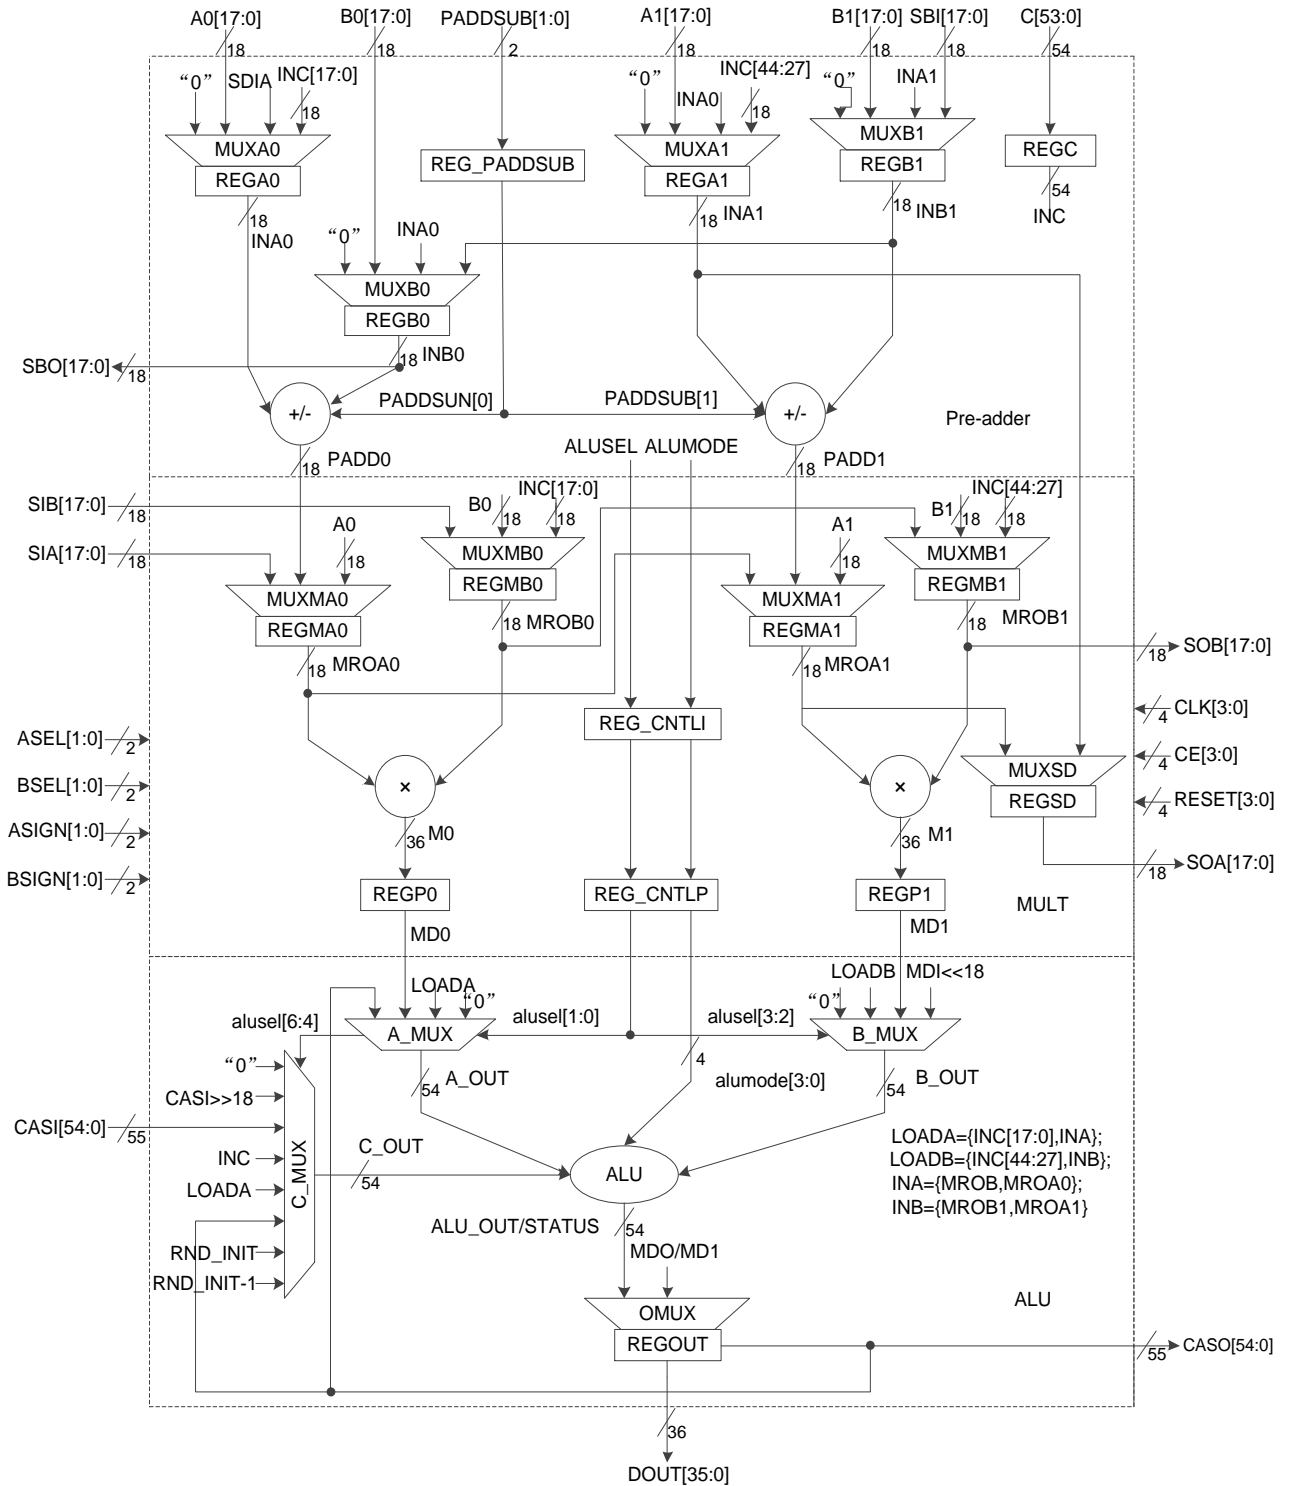 A0[17:0] B0[17:0] PADDSUB[1:0] A1[17:0] B1[17:0] SBI[17:0] C[53:0]
18 18 2 18 18 18 54
“0” SDIA INC[17:0] “0” INA0 INC[44:27] “0” INA1
18 18
MUXA0 MUXA1 MUXB1 REGC
REGA0 REG_PADDSUB REGA1 REGB1
18 18 18 54
INA0 INA1 INB1 INC
“0” INA0
MUXB0
REGB0
18 INB0
SBO[17:0] 18
+/- PADDSUN[0] PADDSUB[1] +/-
Pre-adder
ALUSEL ALUMODE
18 PADD0 18 PADD1
SIB[17:0] 18 B0 18 INC[17:0] 18 B1 18 INC[44:27] 18
SIA[17:0] 18 A0 18 A1 18
MUXMB0 MUXMB1
REGMB0 REGMB1
MUXMA0 MUXMA1
REGMA0 REGMA1
18 MROB0 18 MROB1
18 MROA0 18 MROA1
18 SOB[17:0]
4 CLK[3:0]
REG_CNTLI
ASEL[1:0] 2
4 CE[3:0]
MUXSD
BSEL[1:0] 2
× ×
REGSD
4 RESET[3:0]
ASIGN[1:0] 2
36 M0 36 M1
18 SOA[17:0]
BSIGN[1:0] 2
REGP0 REG_CNTLP REGP1
MULT
MD0 MD1
LOADA “0” “0” LOADB MDI<<18
alusel[6:4] A_MUX alusel[1:0] alusel[3:2] B_MUX
“0”
4
54 A_OUT alumode[3:0] 54 B_OUT
CASI>>18
CASI[54:0] 55
C_MUX
LOADA={INC[17:0],INA};
LOADB={INC[44:27],INB};
INA={MROB,MROA0};
INB={MROB1,MROA1}
INC
C_OUT
54
ALU
LOADA
ALU_OUT/STATUS 54
RND_INIT
MDO/MD1
RND_INIT-1
OMUX
ALU
REGOUT
55 CASO[54:0]
36
DOUT[35:0]